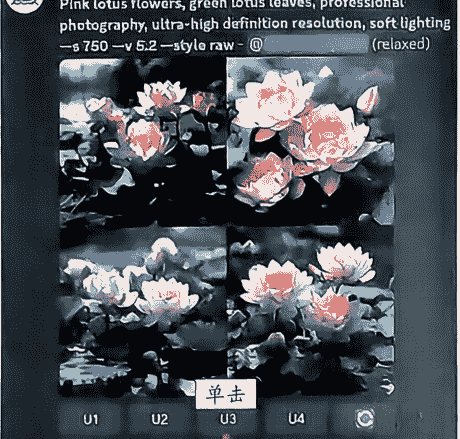 Pink lotus flowers, green lotus leaves, professional
photography, ultra-high definition resolution, soft lighting
—s 750 —v 5.2 —style raw - @ (relaxed)
单击
U1 U2 U3 U4